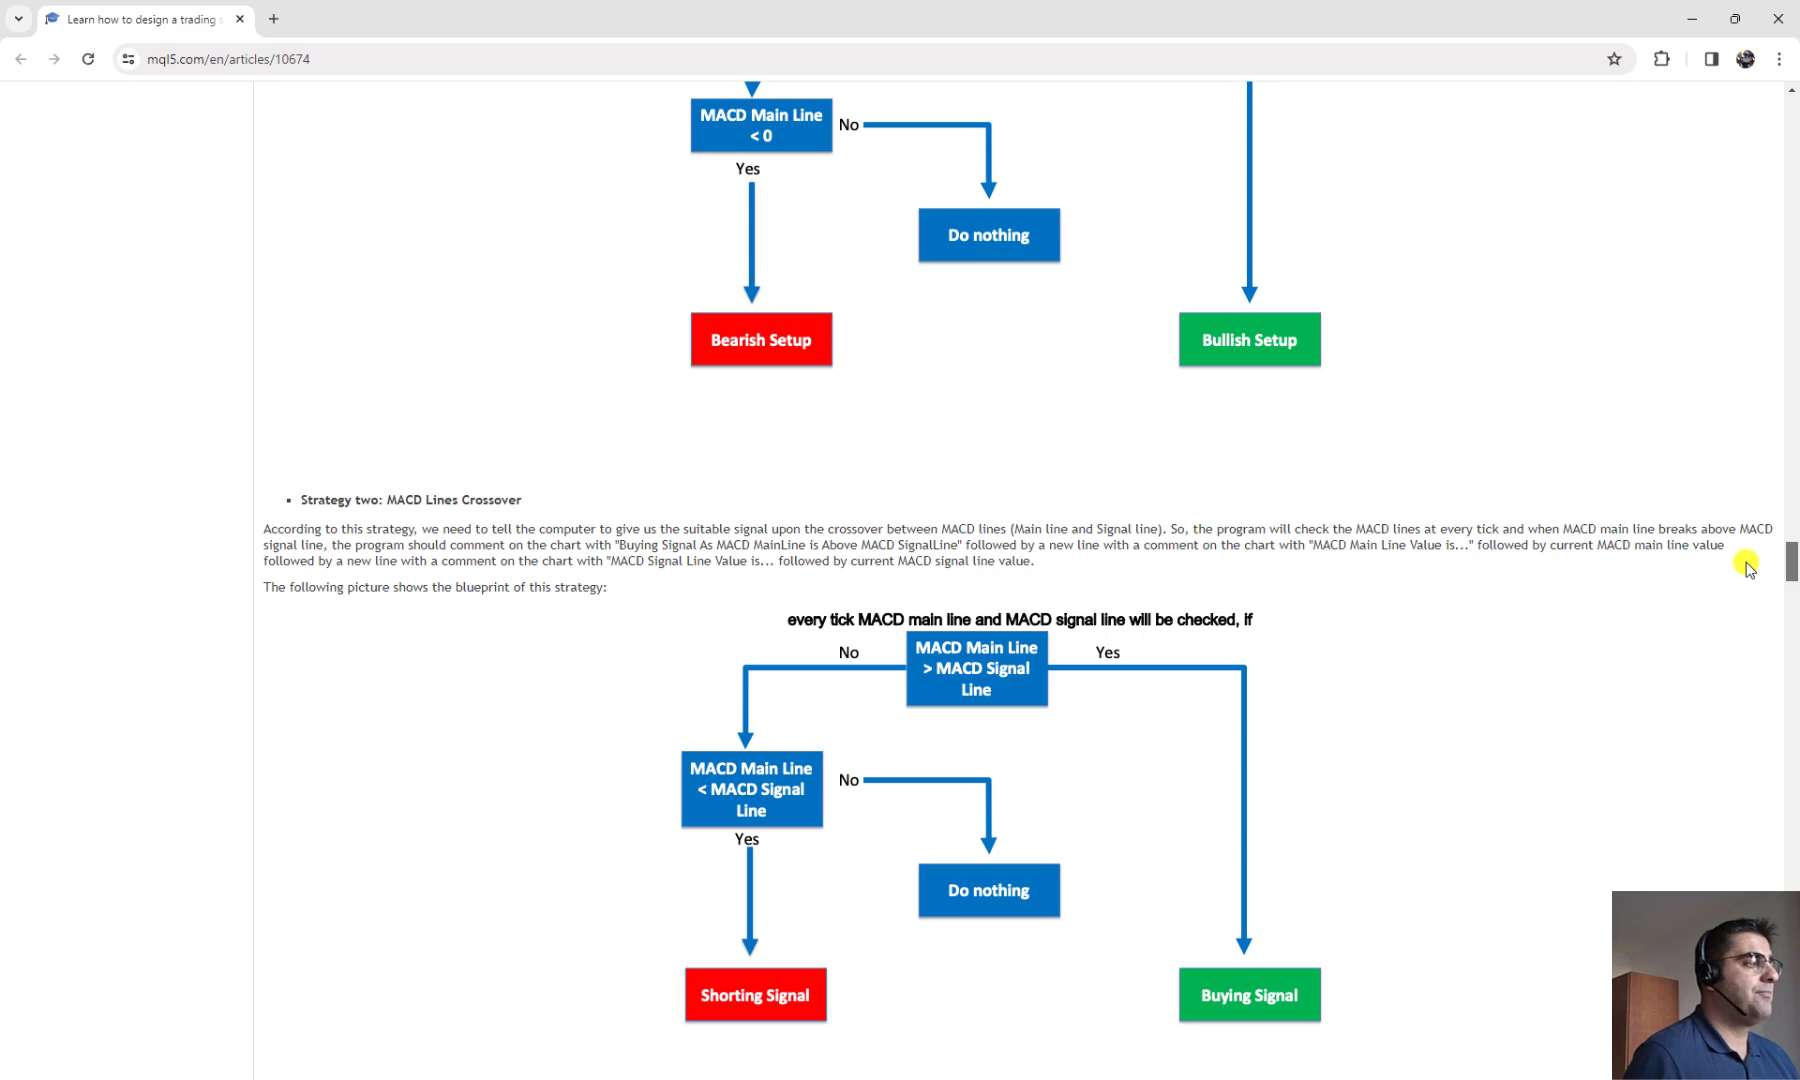 Learn how to design a trading s
mql5.com/en/articles/10674
MACD Main Line
< 0
No
Yes
Do nothing
Bearish Setup
Bullish Setup
Strategy two: MACD Lines Crossover
According to this strategy, we need to tell the computer to give us the suitable signal upon the crossover between MACD lines (Main line and Signal line). So, the program will check the MACD lines at every tick and when MACD main line breaks above MACD
signal line, the program should comment on the chart with "Buying Signal As MACD MainLine is Above MACD SignalLine" followed by a new line with a comment on the chart with "MACD Main Line Value is..." followed by current MACD main line value
followed by a new line with a comment on the chart with "MACD Signal Line Value is... followed by current MACD signal line value.
The following picture shows the blueprint of this strategy:
every tick MACD main line and MACD signal line will be checked, if
No
MACD Main Line
> MACD Signal
Line
Yes
MACD Main Line
< MACD Signal
Line
No
Yes
Do nothing
Shorting Signal
Buying Signal